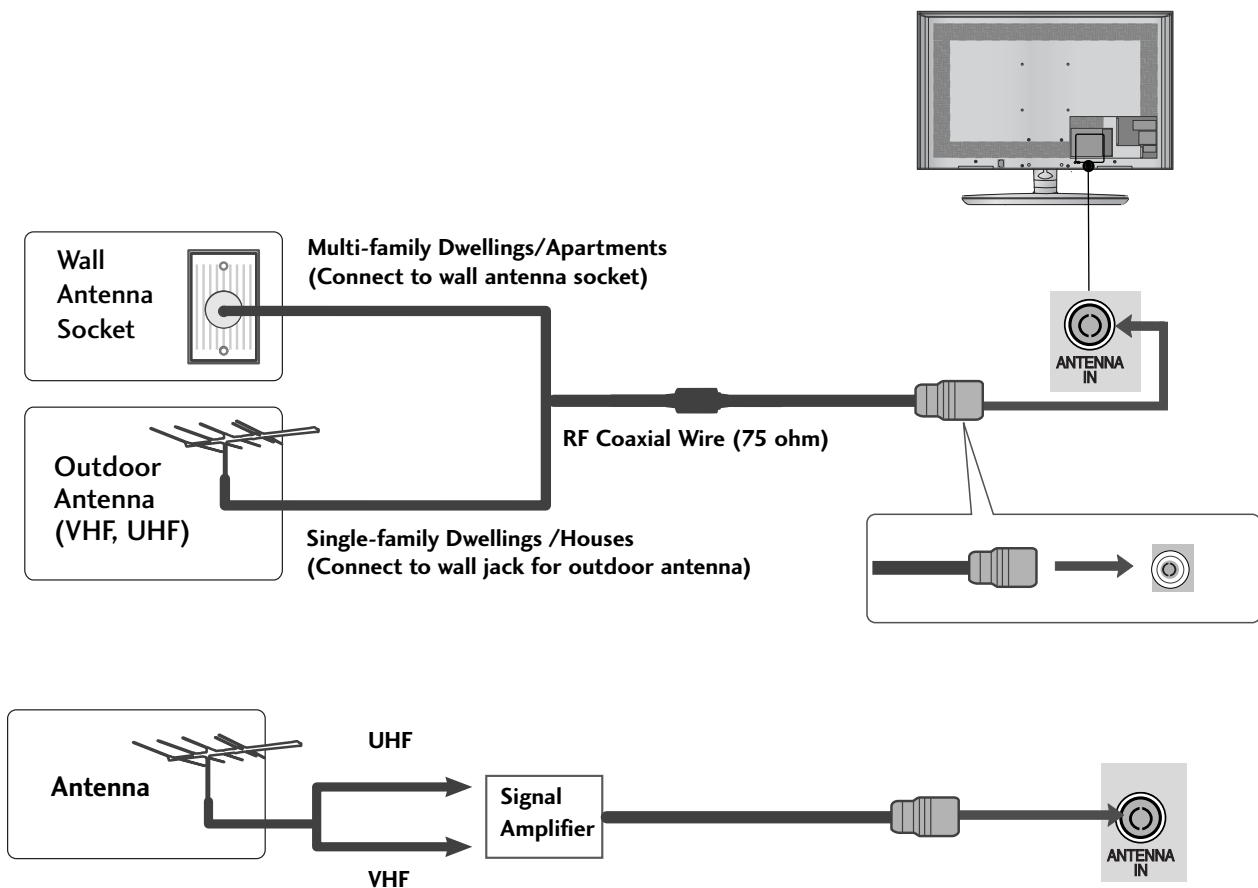 Wall
Antenna
Socket
Multi-family Dwellings/Apartments
(Connect to wall antenna socket)
ANTENNA
IN
RF Coaxial Wire (75 ohm)
Outdoor
Antenna
(VHF, UHF)
Single-family Dwellings /Houses
(Connect to wall jack for outdoor antenna)
Antenna
UHF
VHF
Signal
Amplifier
ANTENNA
IN